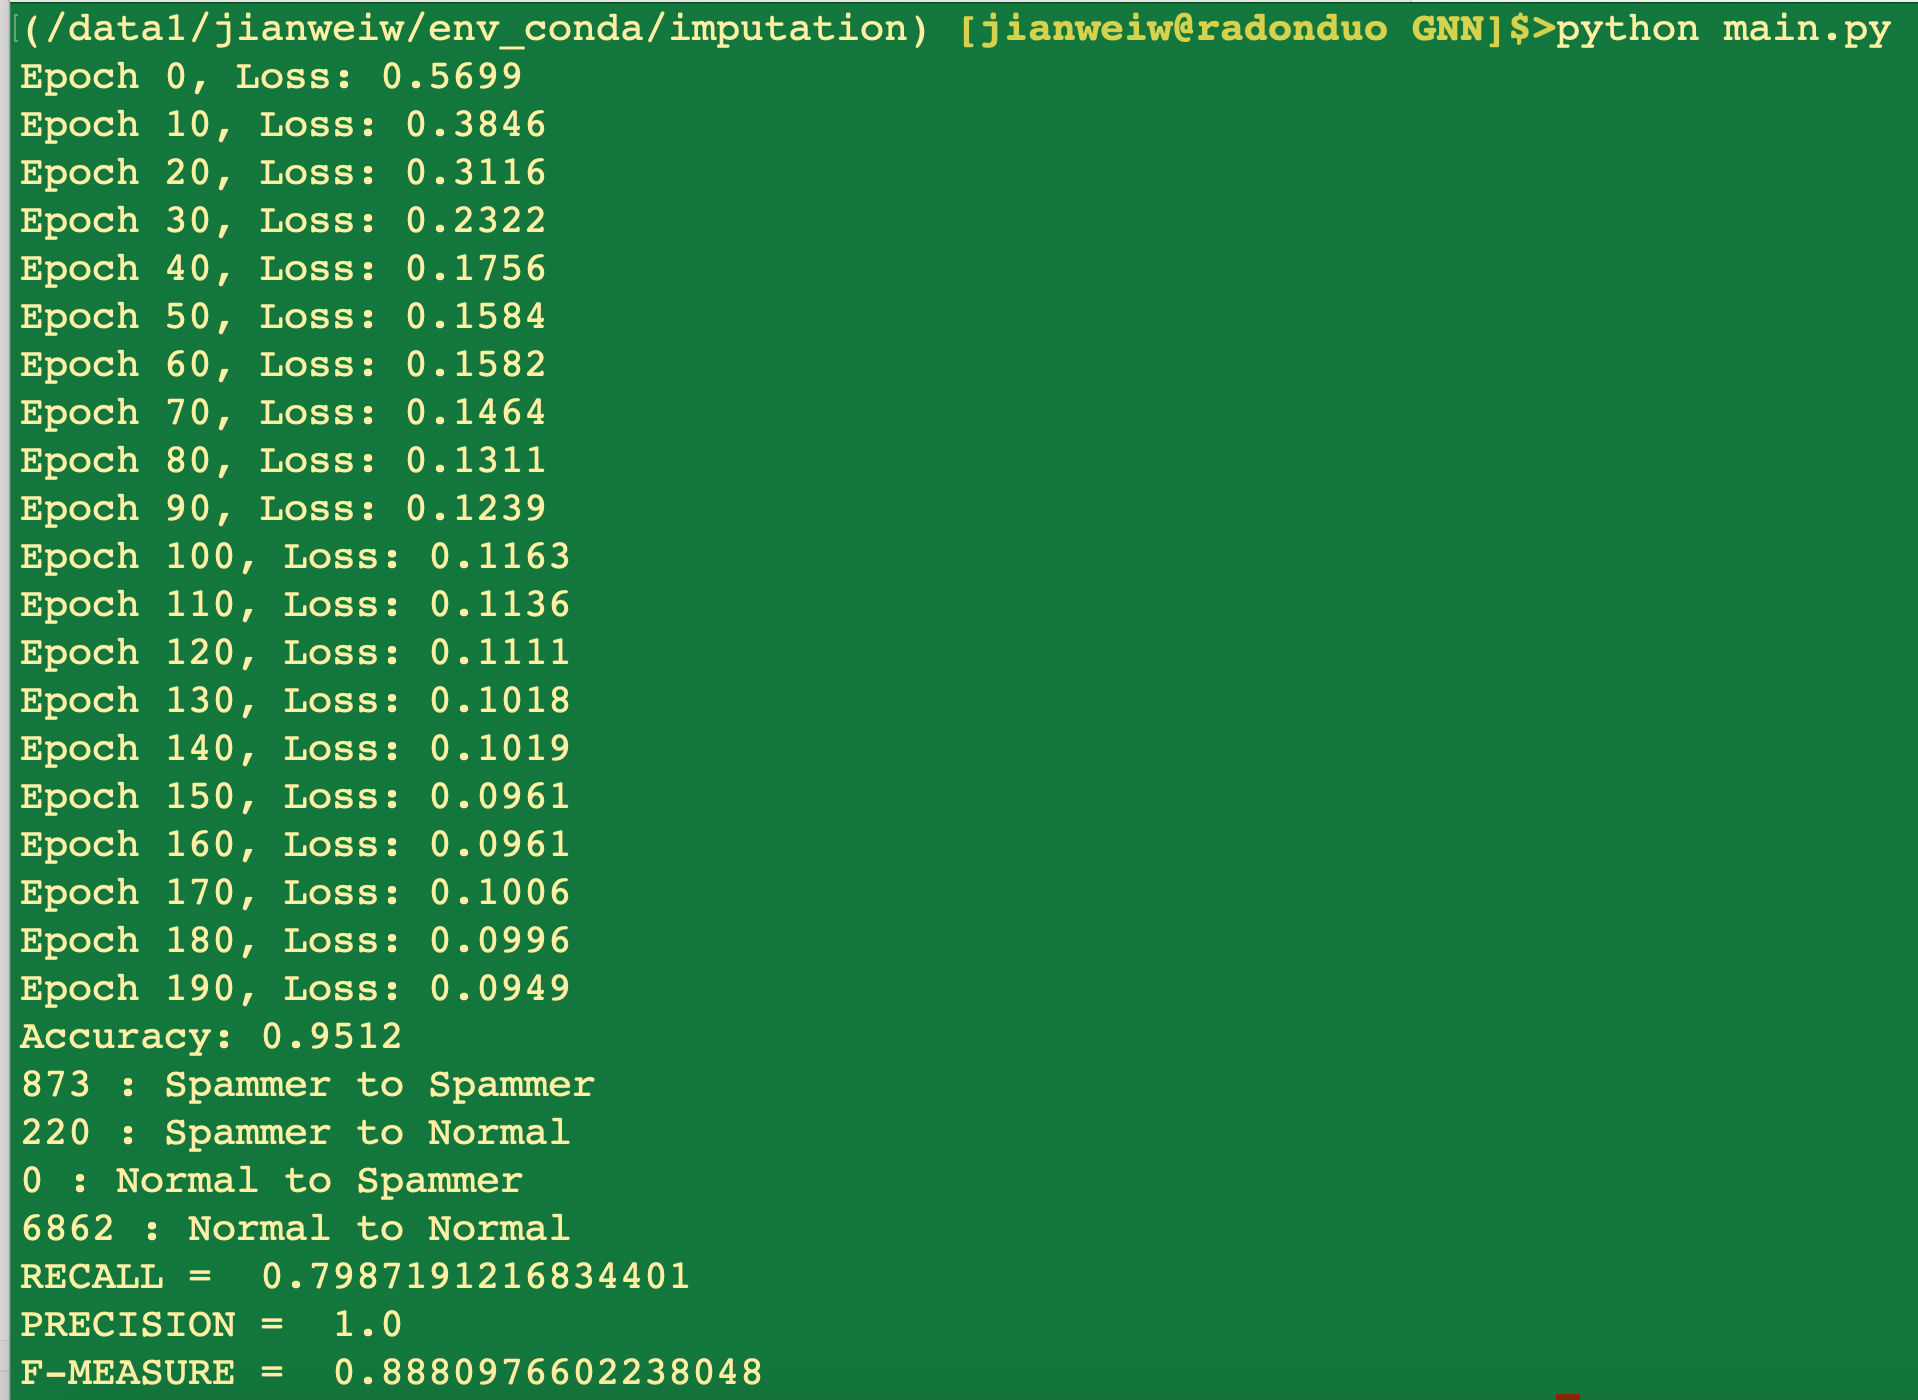 (/data1/jianweiw/env_conda/imputation) [jianweiw@radonduo GNN]$>python main.py
Epoch 0, Loss: 0.5699
Epoch 10, Loss: 0.3846
Epoch 20, Loss: 0.3116
Epoch 30, Loss: 0.2322
Epoch 40, Loss: 0.1756
Epoch 50, Loss: 0.1584
Epoch 60, Loss: 0.1582
Epoch 70, Loss: 0.1464
Epoch 80, Loss: 0.1311
Epoch 90, Loss: 0.1239
Epoch 100, Loss: 0.1163
Epoch 110, Loss: 0.1136
Epoch 120, Loss: 0.1111
Epoch 130, Loss: 0.1018
Epoch 140, Loss: 0.1019
Epoch 150, Loss: 0.0961
Epoch 160, Loss: 0.0961
Epoch 170, Loss: 0.1006
Epoch 180, Loss: 0.0996
Epoch 190, Loss: 0.0949
Accuracy: 0.9512
873 : Spammer to Spammer
220 : Spammer to Normal
0 : Normal to Spammer
6862 : Normal to Normal
RECALL =  0.7987191216834401
PRECISION =  1.0
F-MEASURE =  0.8880976602238048